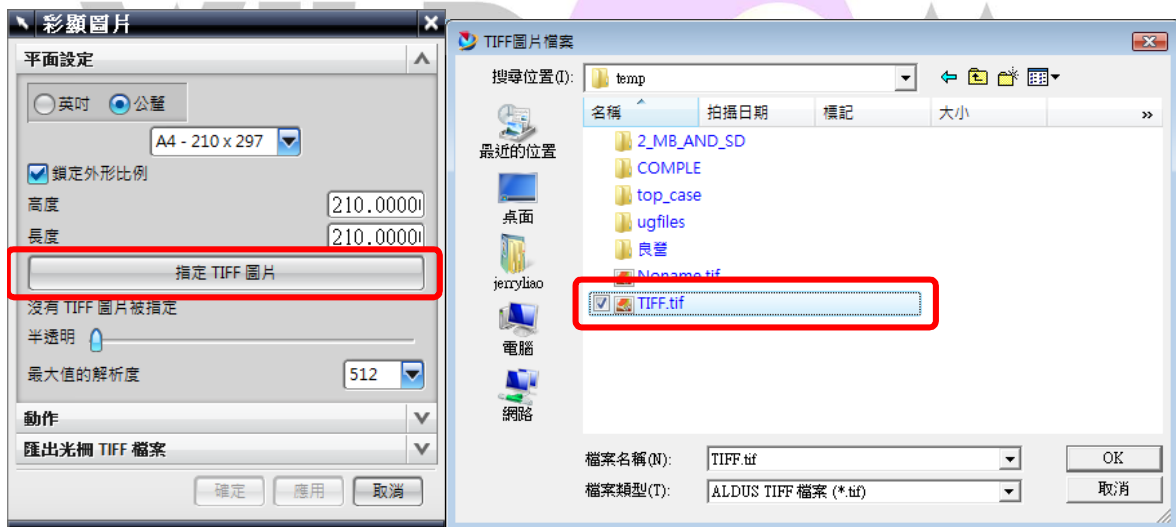 彩顯圖片
平面設定
英吋 公釐
A4 - 210 x 297
鎖定外形比例
高度 210.0000
長度 210.0000
指定 TIFF 圖片
沒有 TIFF 圖片被指定
半透明
最大值的解析度 512
動作
匯出光柵 TIFF 檔案
確定 應用 取消
TIFF圖片檔案
搜尋位置(I): temp
名稱 拍攝日期 標記 大小 »
最近的位置
桌面
jerryliao
電腦
網路
2_MB_AND_SD
COMPLE
top_case
ugfiles
良營
Noname.tif
TIFF.tif
檔案名稱(N): TIFF.tif OK
檔案類型(T): ALDUS TIFF 檔案 (*.tif) 取消